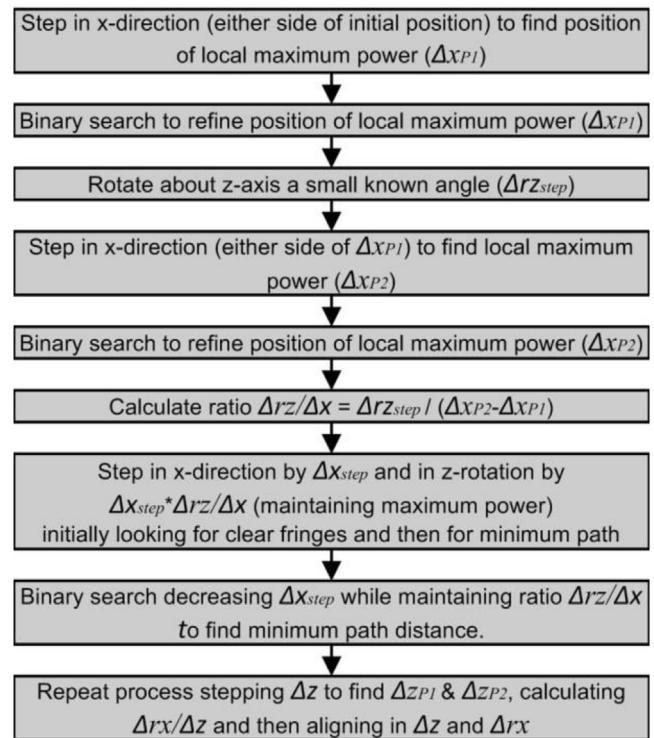 Step in x-direction (either side of initial position) to find position
of local maximum power (ΔxP1)
Binary search to refine position of local maximum power (ΔxP1)
Rotate about z-axis a small known angle (Δrzstep)
Step in x-direction (either side of ΔxP1) to find local maximum
power (ΔxP2)
Binary search to refine position of local maximum power (ΔxP2)
Calculate ratio Δrz/Δx = Δrzstep / (ΔxP2-ΔxP1)
Step in x-direction by Δxstep and in z-rotation by
Δxstep*Δrz/Δx (maintaining maximum power)
initially looking for clear fringes and then for minimum path
Binary search decreasing Δxstep while maintaining ratio Δrz/Δx
to find minimum path distance.
Repeat process stepping Δz to find ΔzP1 & ΔzP2, calculating
Δrx/Δz and then aligning in Δz and Δrx